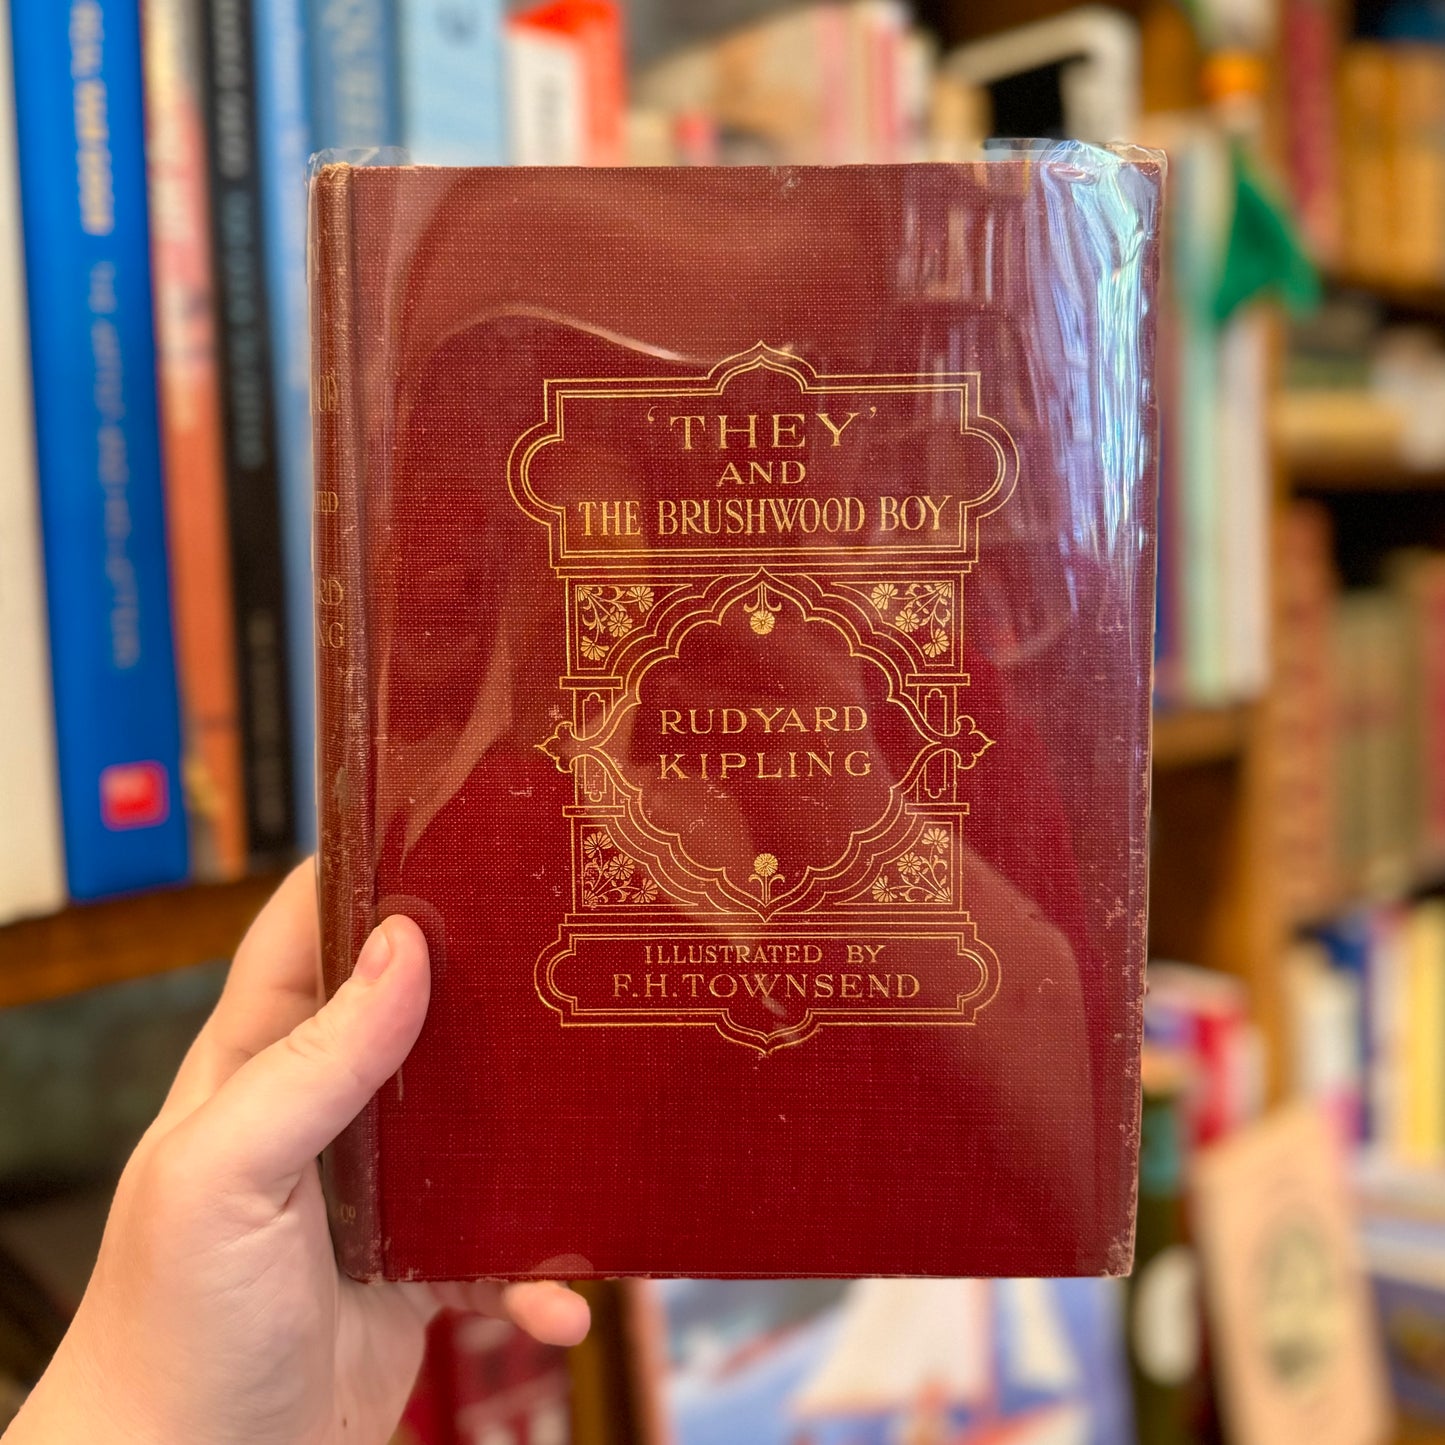 'THEY'
AND
THE BRUSHWOOD BOY
RUDYARD
KIPLING
ILLUSTRATED BY
F.H.TOWNSEND